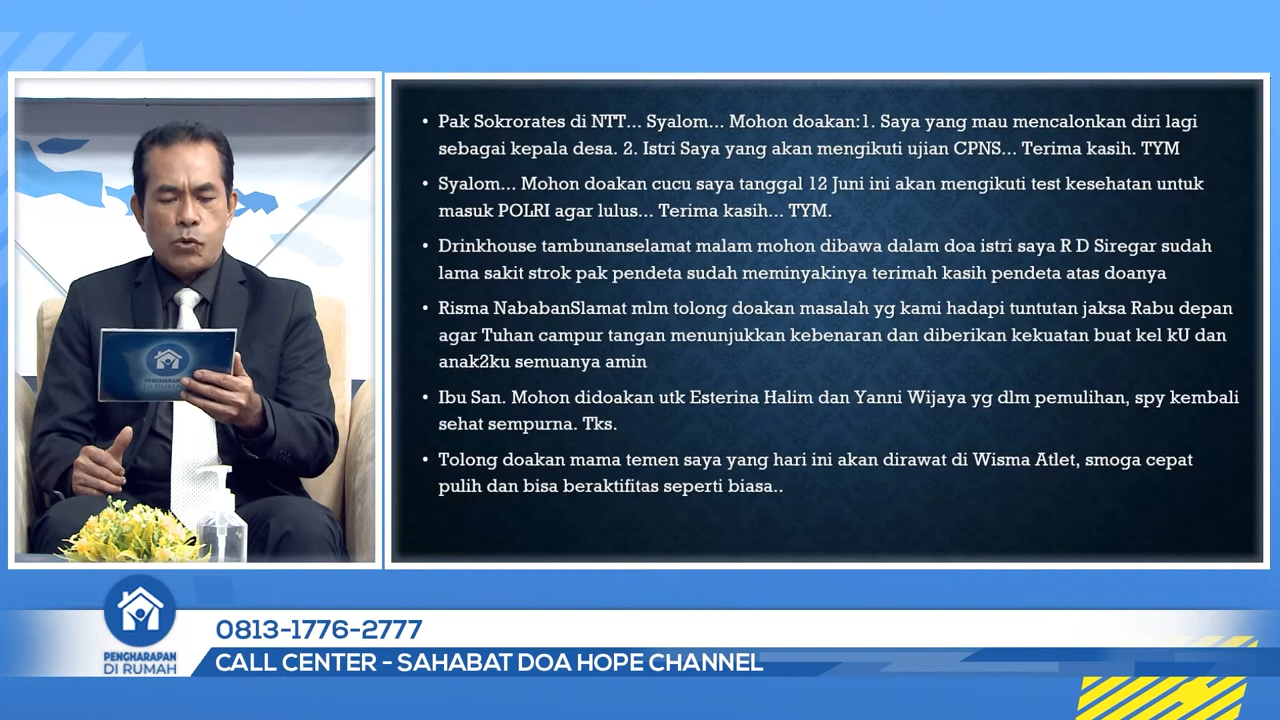 • Pak Sokrorates di NTT... Syalom... Mohon doakan:1. Saya yang mau mencalonkan diri lagi
sebagai kepala desa. 2. Istri Saya yang akan mengikuti ujian CPNS... Terima kasih. TYM
• Syalom... Mohon doakan cucu saya tanggal 12 Juni ini akan mengikuti test kesehatan untuk
masuk POLRI agar lulus... Terima kasih... TYM.
• Drinkhouse tambunanselamat malam mohon dibawa dalam doa istri saya R D Siregar sudah
lama sakit strok pak pendeta sudah meminyakinya terimah kasih pendeta atas doanya
• Risma NababanSlamat mlm tolong doakan masalah yg kami hadapi tuntutan jaksa Rabu depan
agar Tuhan campur tangan menunjukkan kebenaran dan diberikan kekuatan buat kel kU dan
anak2ku semuanya amin
• Ibu San. Mohon didoakan utk Esterina Halim dan Yanni Wijaya yg dlm pemulihan, spy kembali
sehat sempurna. Tks.
• Tolong doakan mama temen saya yang hari ini akan dirawat di Wisma Atlet, smoga cepat
pulih dan bisa beraktifitas seperti biasa..
PENGHARAPAN
DI RUMAH
0813-1776-2777
CALL CENTER - SAHABAT DOA HOPE CHANNEL
PENGHARAPAN
DI RUMAH